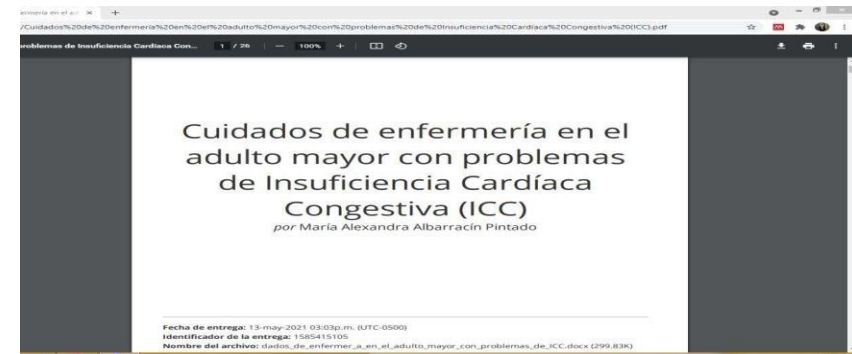 ermería en el a
/Cuidados%20de%20enfermería%20en%20el%20adulto%20mayor%20con%20problemas%20de%20Insuficiencia%20Cardíaca%20Congestiva%20(ICC).pdf
problemas de Insuficiencia Cardíaca Con... 1 / 26 — 100% +
Cuidados de enfermería en el
adulto mayor con problemas
de Insuficiencia Cardíaca
Congestiva (ICC)
por María Alexandra Albarracín Pintado
Fecha de entrega: 13-may-2021 03:03p.m. (UTC-0500)
Identificador de la entrega: 1585415105
Nombre del archivo: dados_de_enfermer_a_en_el_adulto_mayor_con_problemas_de_ICC.docx (299.83K)